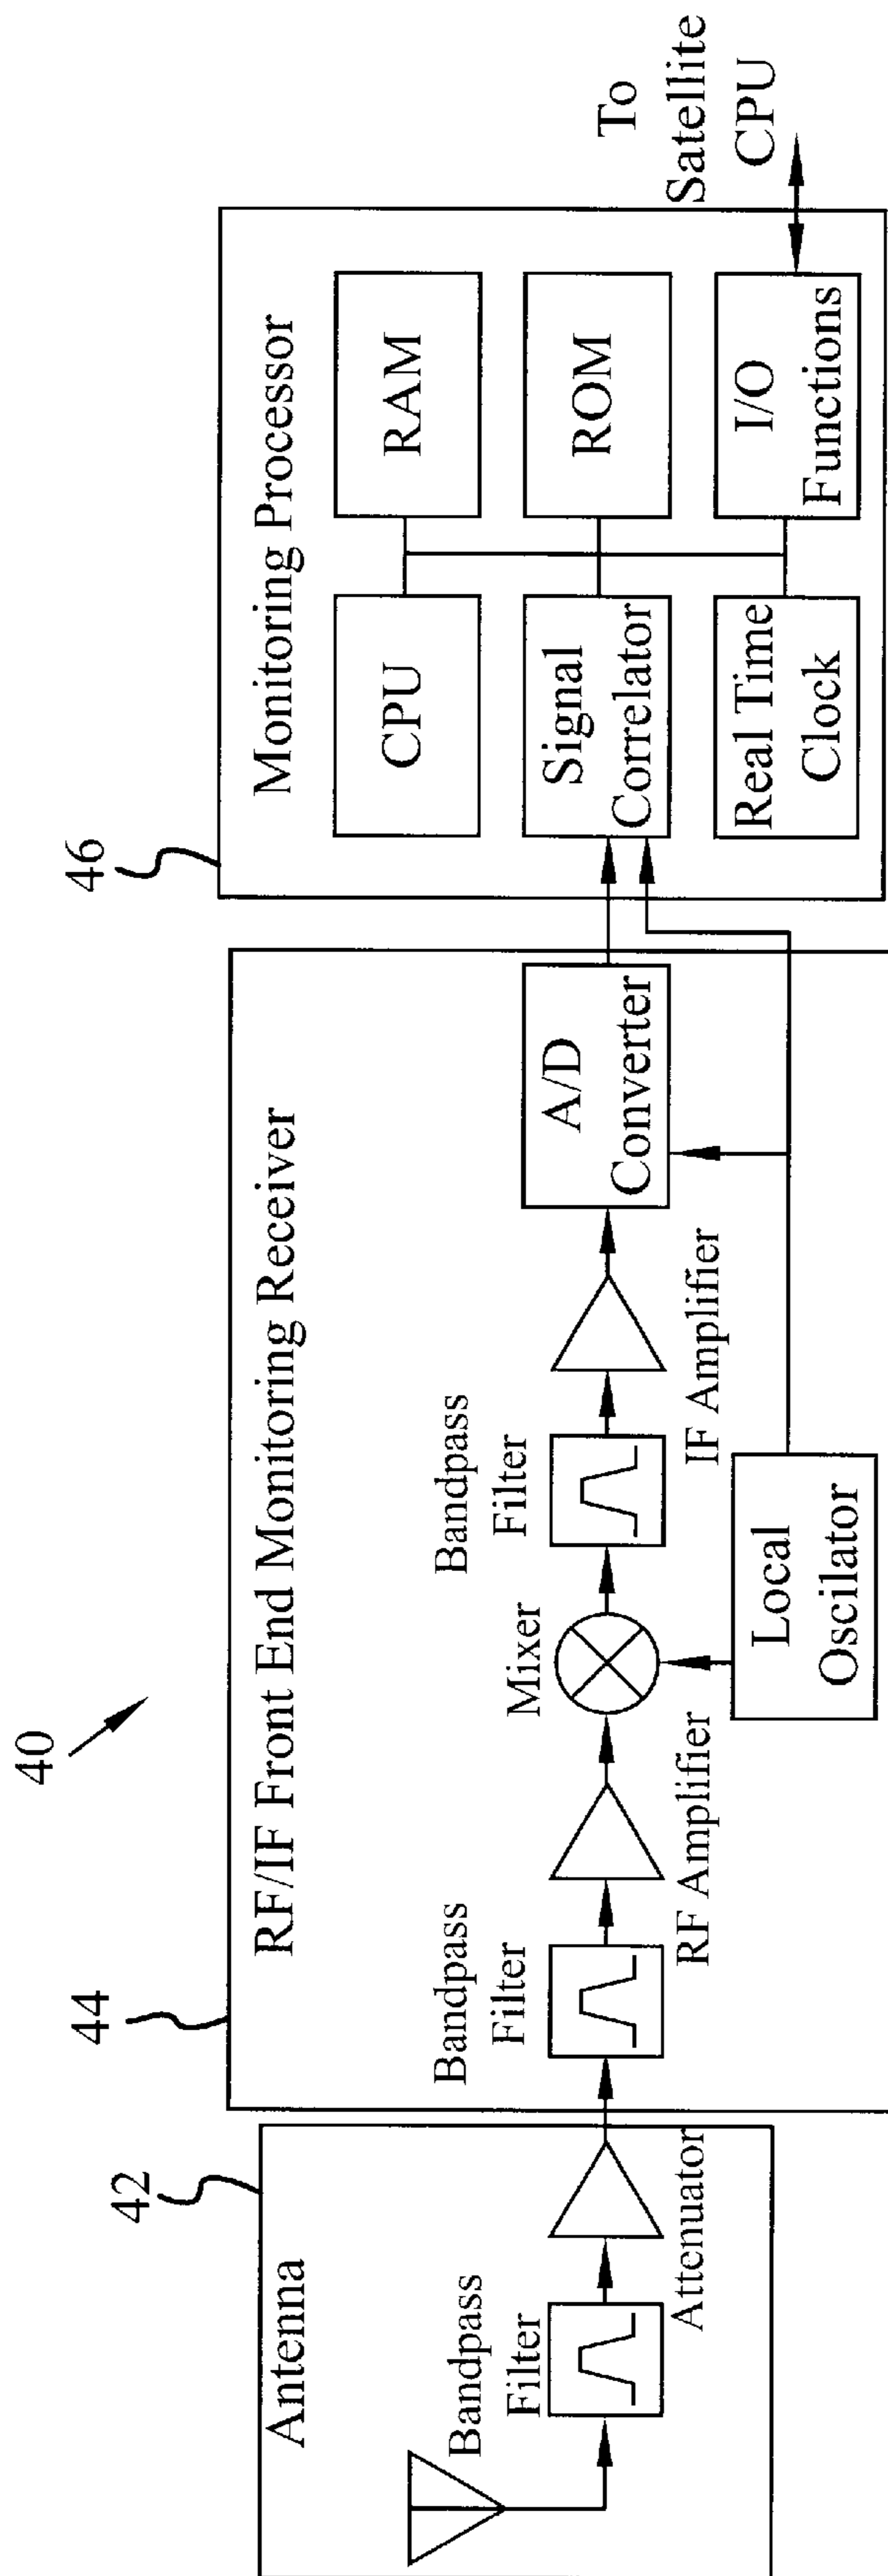 40
42
Antenna
Bandpass
Filter
Attenuator
44
RF/IF Front End Monitoring Receiver
Bandpass
Filter
RF Amplifier
Mixer
Bandpass
Filter
IF Amplifier
A/D
Converter
Local
Oscilator
46
Monitoring Processor
CPU
RAM
Signal
Correlator
ROM
Real Time
Clock
I/O
Functions
To
Satellite
CPU